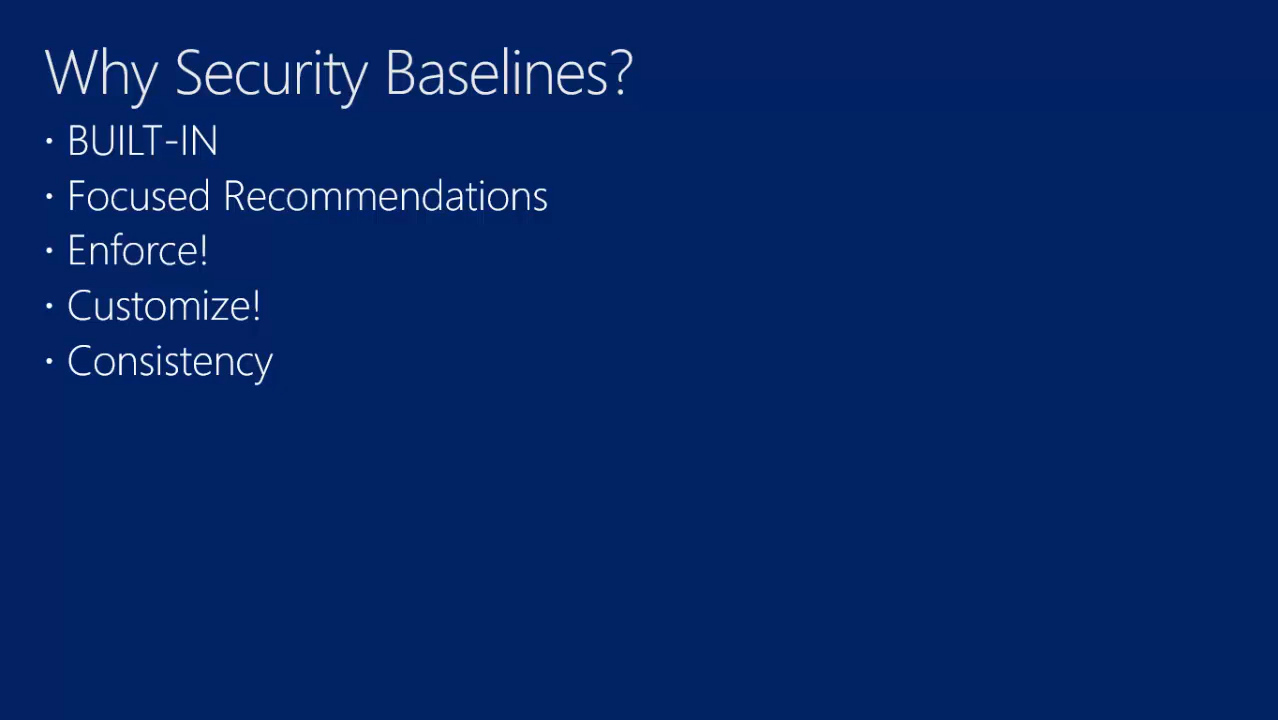 Why Security Baselines?
• BUILT-IN
• Focused Recommendations
• Enforce!
• Customize!
• Consistency